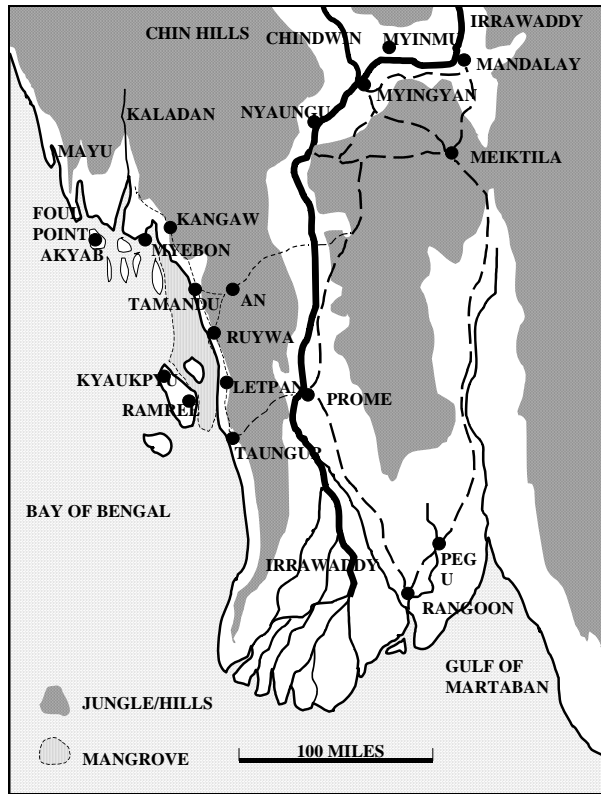 IRRAWADDY
CHIN HILLS
CHINDWIN
MYINMU
MANDALAY
MYINGYAN
NYAUNGU
KALADAN
MAYU
MEIKTILA
FOUL
POINT
KANGAW
AKYAB
MYEBON
TAMANDU
AN
RUYWA
KYAUKPYU
LETPAN
RAMREE
PROME
TAUNGUP
BAY OF BENGAL
IRRAWADDY
PEG
U
RANGOON
GULF OF
MARTABAN
JUNGLE/HILLS
MANGROVE
100 MILES